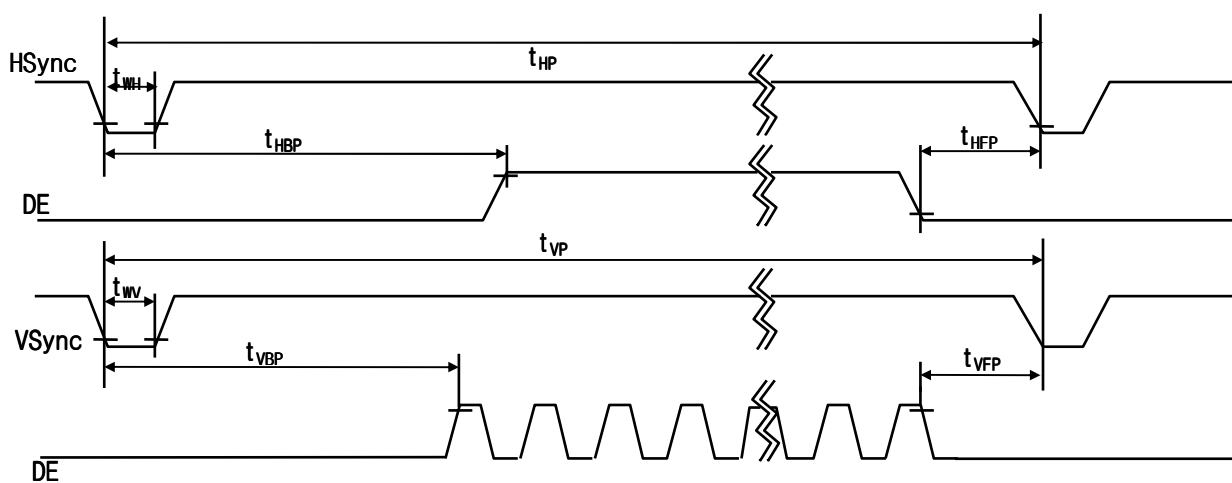 tHP
HSync
tWH
tHBP
tHFP
DE
tVP
tWV
VSync
tVBP
tVFP
DE